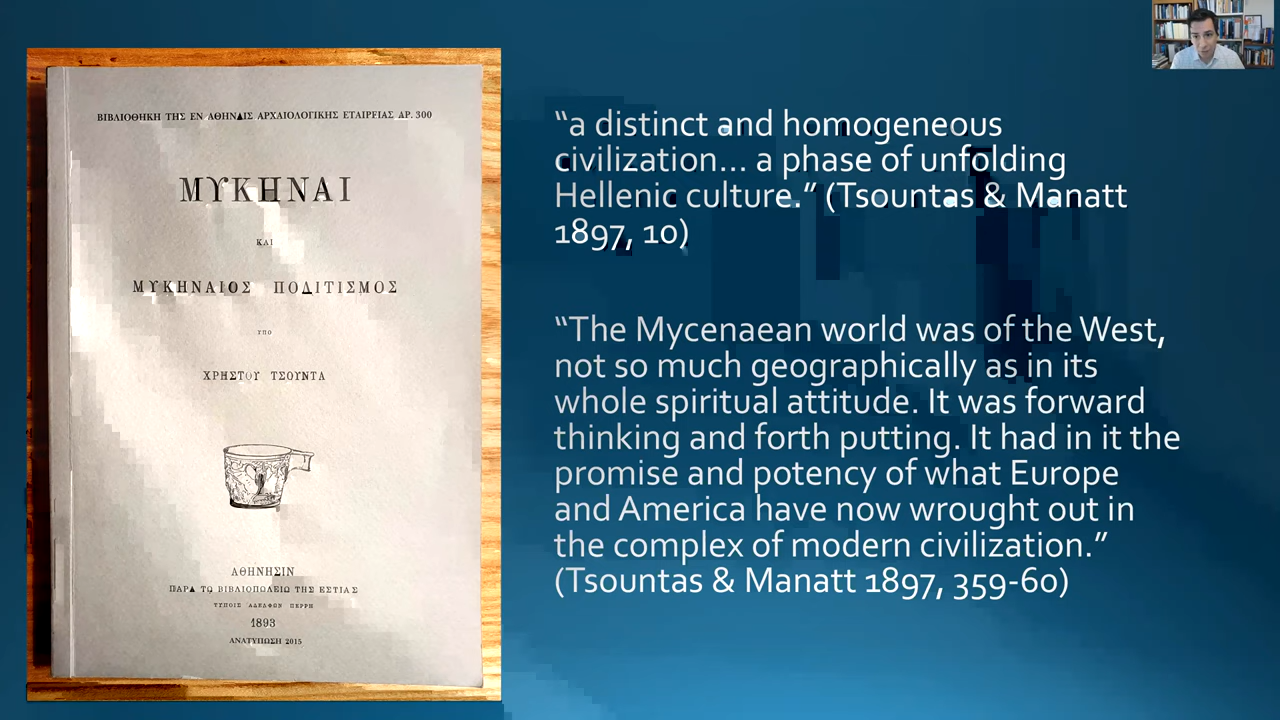 ΒΙΒΛΙΟΘΗΚΗ ΤΗΣ ΕΝ ΑΘΗΝΑΙΣ ΑΡΧΑΙΟΛΟΓΙΚΗΣ ΕΤΑΙΡΕΙΑΣ ΑΡ. 300
ΜΥΚΗΝΑΙ
ΚΑΙ
ΜΥΚΗΝΑΙΟΣ ΠΟΛΙΤΙΣΜΟΣ
ΥΠΟ
ΧΡΗΣΤΟΥ ΤΣΟΥΝΤΑ
ΑΘΗΝΗΣΙΝ
ΠΑΡΑ ΤΩ ΒΙΒΛΙΟΠΩΛΕΙΩ ΤΗΣ ΕΣΤΙΑΣ
ΤΥΠΟΙΣ ΑΔΕΛΦΩΝ ΠΕΡΡΗ
1893
ΑΝΑΤΥΠΩΣΗ 2015
“a distinct and homogeneous
civilization... a phase of unfolding
Hellenic culture.” (Tsountas & Manatt
1897, 10)
“The Mycenaean world was of the West,
not so much geographically as in its
whole spiritual attitude. It was forward
thinking and forth putting. It had in it the
promise and potency of what Europe
and America have now wrought out in
the complex of modern civilization.”
(Tsountas & Manatt 1897, 359-60)